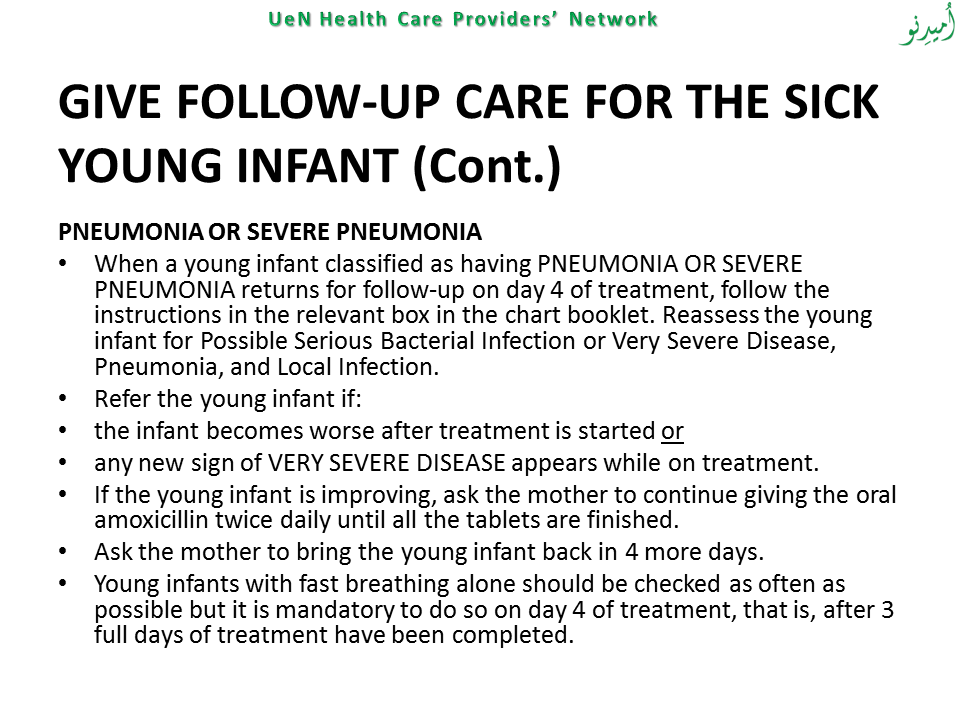 UeN Health Care Providers’ Network
اُمیدِنو
GIVE FOLLOW-UP CARE FOR THE SICK
YOUNG INFANT (Cont.)
PNEUMONIA OR SEVERE PNEUMONIA
• When a young infant classified as having PNEUMONIA OR SEVERE
PNEUMONIA returns for follow-up on day 4 of treatment, follow the
instructions in the relevant box in the chart booklet. Reassess the young
infant for Possible Serious Bacterial Infection or Very Severe Disease,
Pneumonia, and Local Infection.
• Refer the young infant if:
• the infant becomes worse after treatment is started or
• any new sign of VERY SEVERE DISEASE appears while on treatment.
• If the young infant is improving, ask the mother to continue giving the oral
amoxicillin twice daily until all the tablets are finished.
• Ask the mother to bring the young infant back in 4 more days.
• Young infants with fast breathing alone should be checked as often as
possible but it is mandatory to do so on day 4 of treatment, that is, after 3
full days of treatment have been completed.